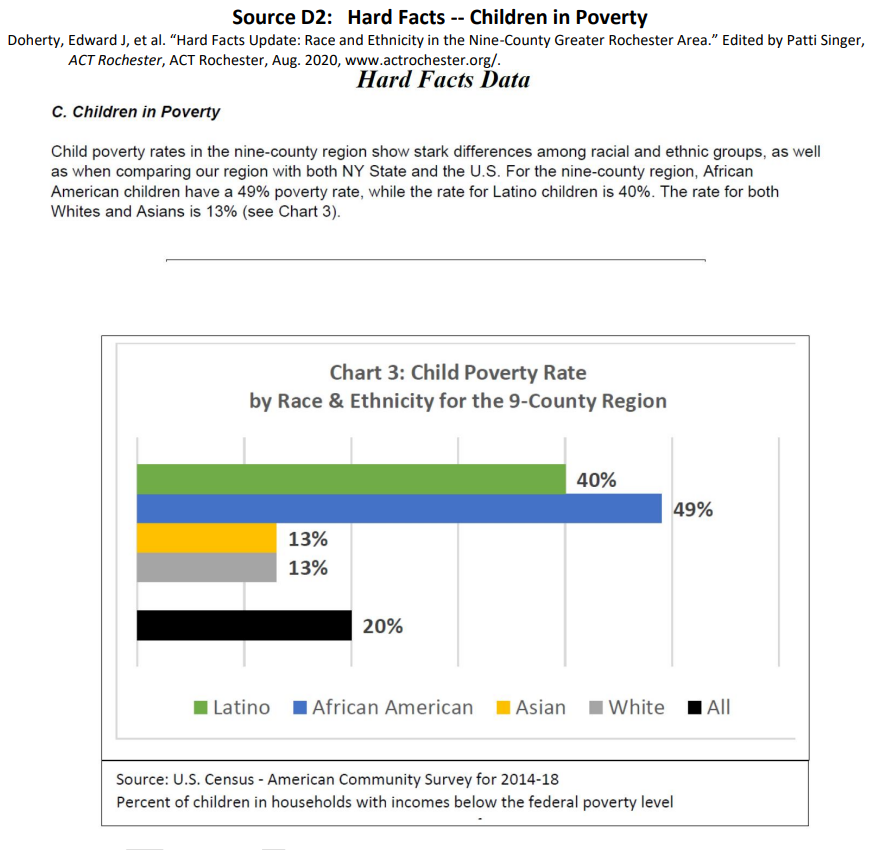 Source D2: Hard Facts -- Children in Poverty
Doherty, Edward J, et al. “Hard Facts Update: Race and Ethnicity in the Nine-County Greater Rochester Area.” Edited by Patti Singer,
ACT Rochester, ACT Rochester, Aug. 2020, www.actrochester.org/.
Hard Facts Data
C. Children in Poverty
Child poverty rates in the nine-county region show stark differences among racial and ethnic groups, as well
as when comparing our region with both NY State and the U.S. For the nine-county region, African
American children have a 49% poverty rate, while the rate for Latino children is 40%. The rate for both
Whites and Asians is 13% (see Chart 3).
Chart 3: Child Poverty Rate
by Race & Ethnicity for the 9-County Region
40%
49%
13%
13%
20%
Latino African American Asian White All
Source: U.S. Census - American Community Survey for 2014-18
Percent of children in households with incomes below the federal poverty level